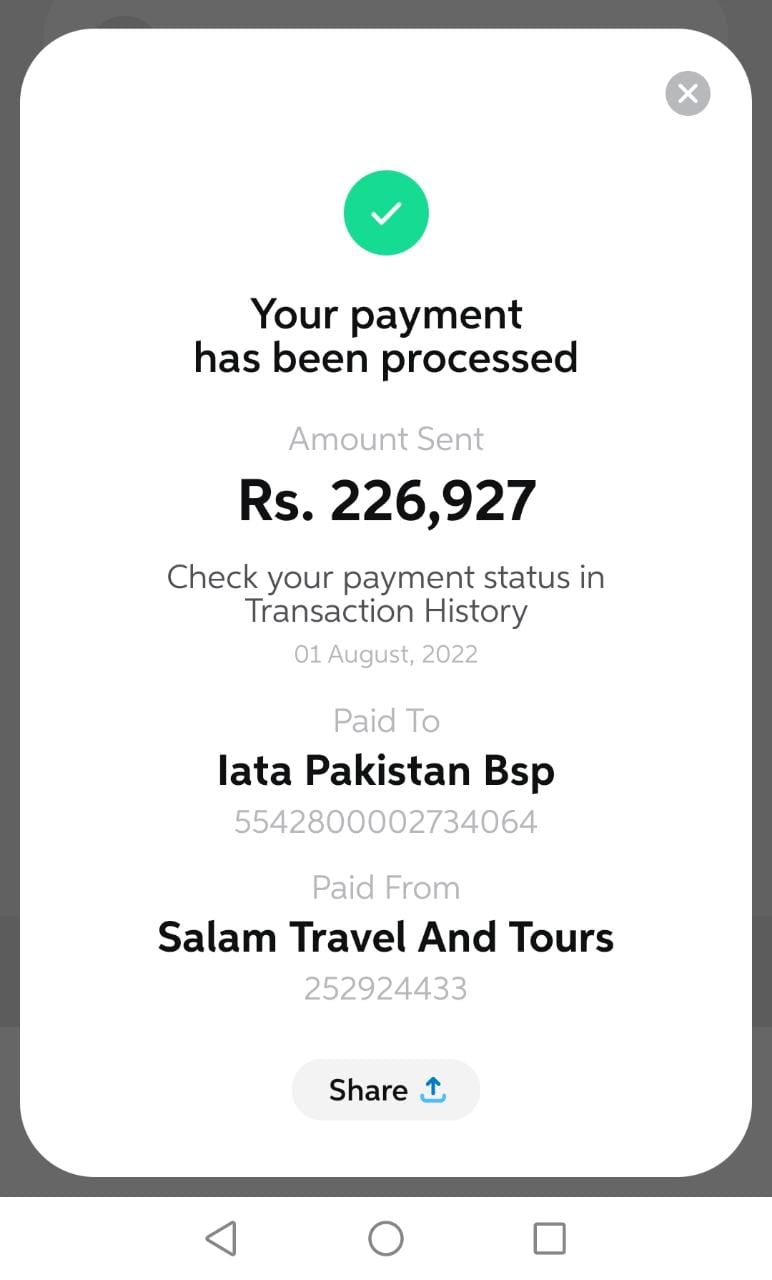 Your payment
has been processed
Amount Sent
Rs. 226,927
Check your payment status in
Transaction History
01 August, 2022
Paid To
Iata Pakistan Bsp
5542800002734064
Paid From
Salam Travel And Tours
252924433
Share